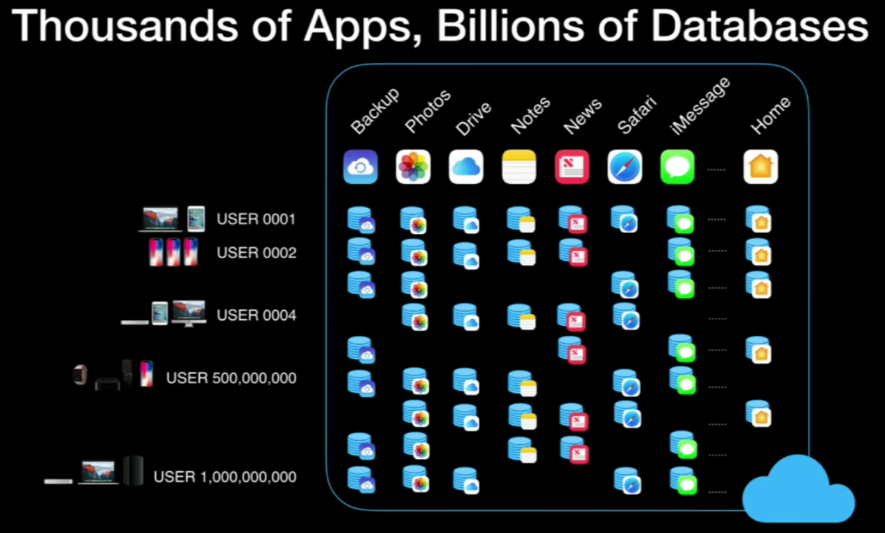 Thousands of Apps, Billions of Databases
Backup
Photos
Drive
Notes
News
Safari
iMessage
Home
USER 0001
USER 0002
USER 0004
USER 500,000,000
USER 1,000,000,000